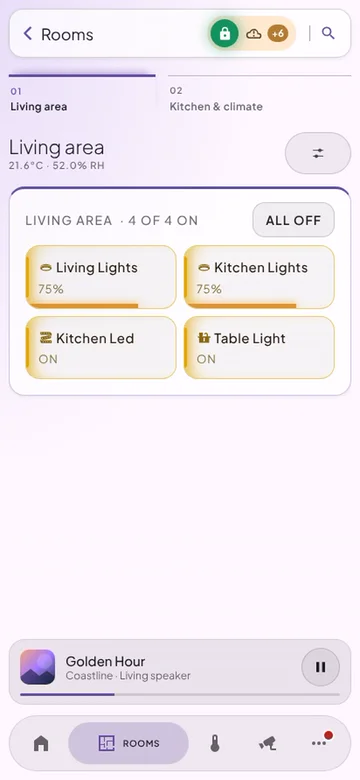 Rooms
+6
01
Living area
02
Kitchen & climate
Living area
21.6°C · 52.0% RH
LIVING AREA · 4 OF 4 ON
ALL OFF
Living Lights
75%
Kitchen Lights
75%
Kitchen Led
ON
Table Light
ON
Golden Hour
Coastline · Living speaker
ROOMS